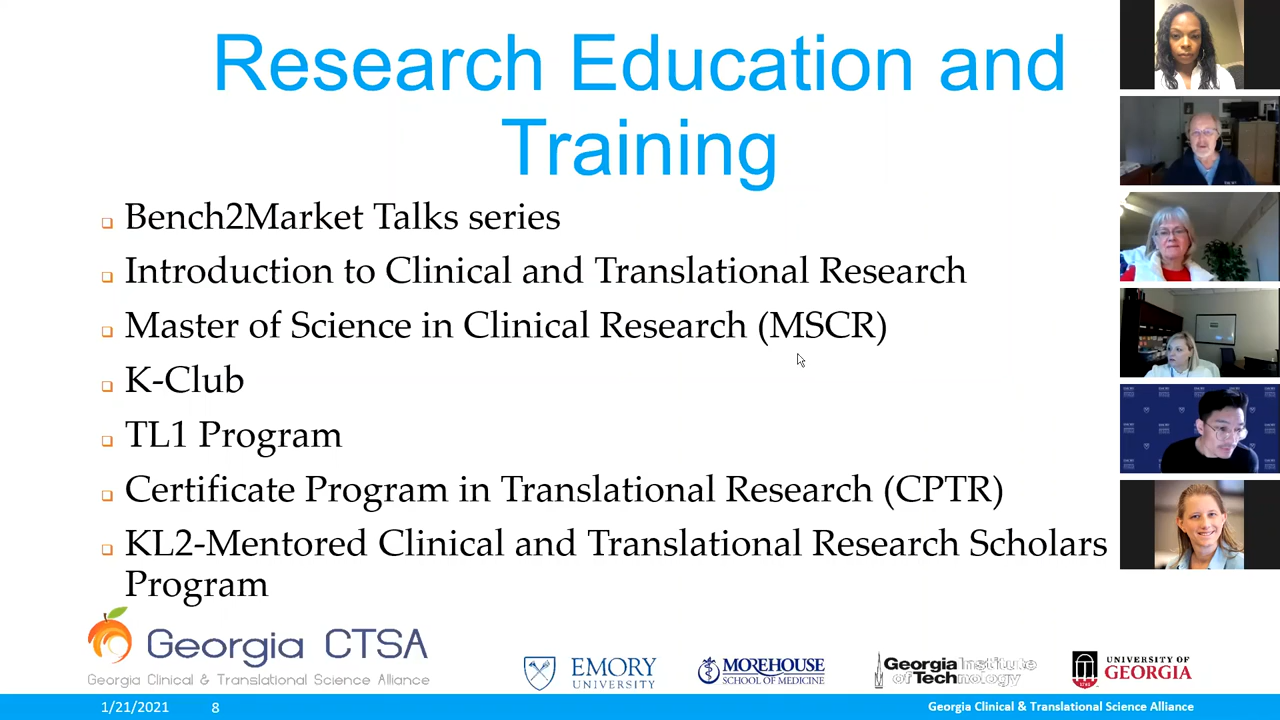 Research Education and
Training
❑ Bench2Market Talks series
❑ Introduction to Clinical and Translational Research
❑ Master of Science in Clinical Research (MSCR)
❑ K-Club
❑ TL1 Program
❑ Certificate Program in Translational Research (CPTR)
❑ KL2-Mentored Clinical and Translational Research Scholars
Program
Georgia CTSA
Georgia Clinical & Translational Science Alliance
EMORY
UNIVERSITY
MOREHOUSE
SCHOOL OF MEDICINE
Georgia Institute
of Technology
UNIVERSITY OF
GEORGIA
1/21/2021
8
Georgia Clinical & Translational Science Alliance